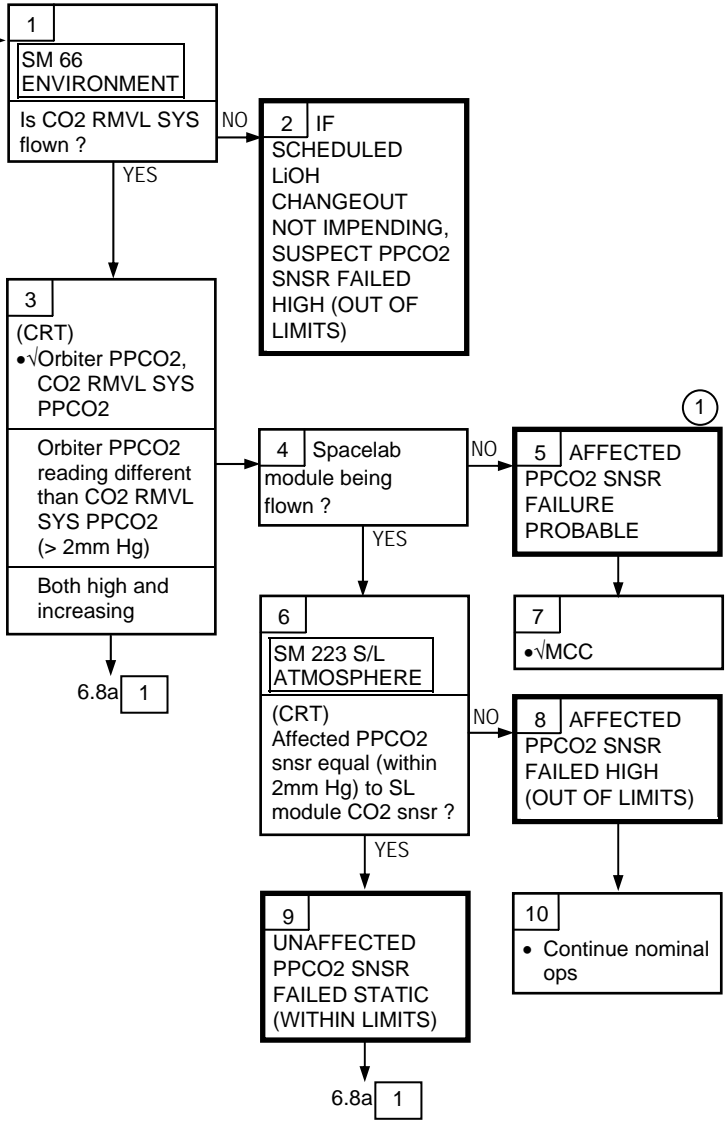 1
SM 66
ENVIRONMENT
Is CO2 RMVL SYS
flown ?
NO
YES
2 IF
SCHEDULED
LiOH
CHANGEOUT
NOT IMPENDING,
SUSPECT PPCO2
SNSR FAILED
HIGH (OUT OF
LIMITS)
3
(CRT)
•√Orbiter PPCO2,
CO2 RMVL SYS
PPCO2
Orbiter PPCO2
reading different
than CO2 RMVL
SYS PPCO2
(> 2mm Hg)
Both high and
increasing
6.8a 1
4 Spacelab
module being
flown ?
NO
YES
1
5 AFFECTED
PPCO2 SNSR
FAILURE
PROBABLE
7
•√MCC
6
SM 223 S/L
ATMOSPHERE
(CRT)
Affected PPCO2
snsr equal (within
2mm Hg) to SL
module CO2 snsr ?
NO
YES
8 AFFECTED
PPCO2 SNSR
FAILED HIGH
(OUT OF LIMITS)
10
• Continue nominal
ops
9
UNAFFECTED
PPCO2 SNSR
FAILED STATIC
(WITHIN LIMITS)
6.8a 1